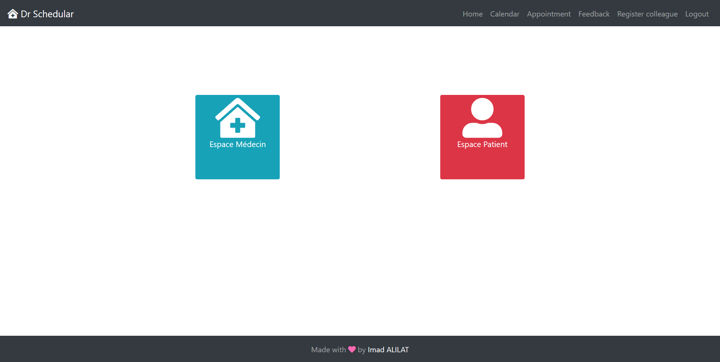 Dr Schedular
Home Calendar Appointment Feedback Register colleague Logout
Espace Médecin
Espace Patient
Made with by Imad ALILAT